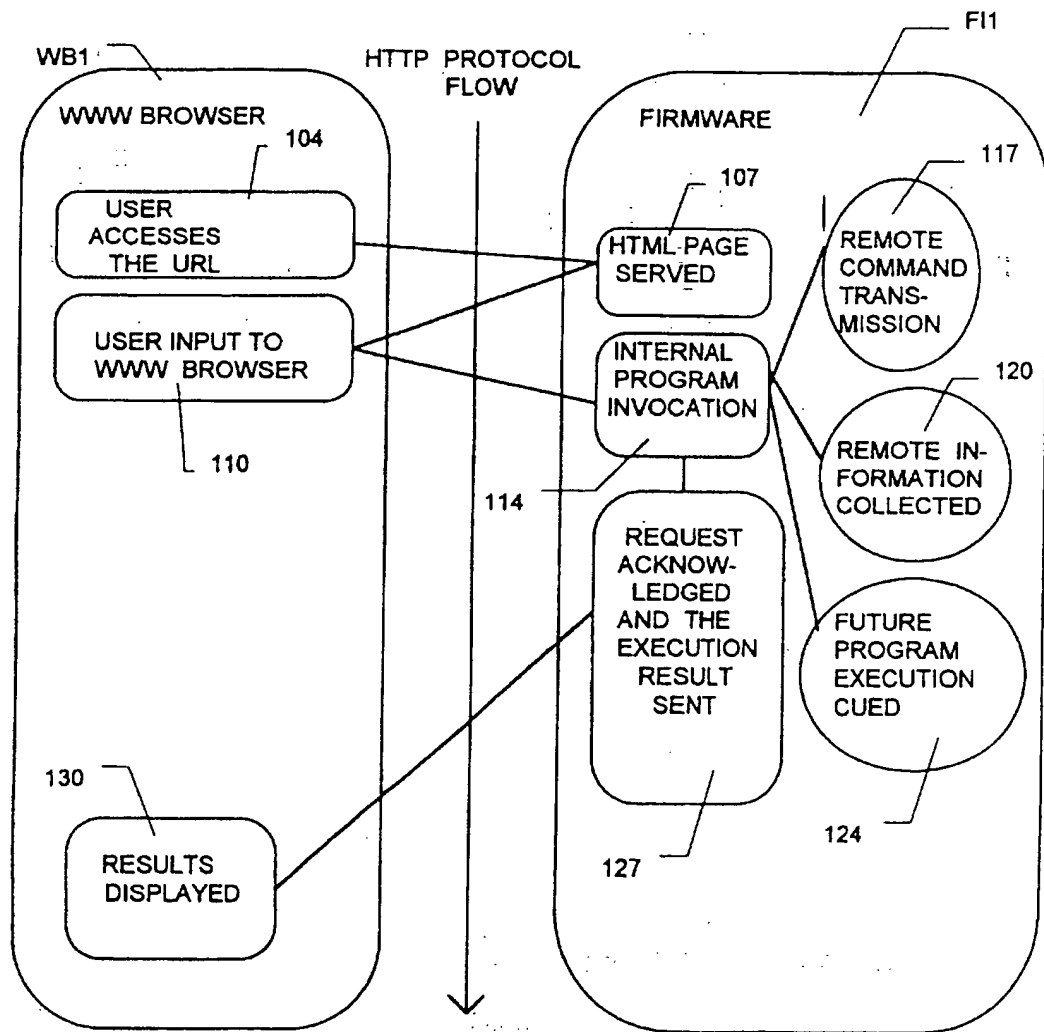 WB1
HTTP PROTOCOL
FLOW
FI1
WWW BROWSER
104
USER
ACCESSES
THE URL
USER INPUT TO
WWW BROWSER
110
FIRMWARE
107
HTML-PAGE
SERVED
INTERNAL
PROGRAM
INVOCATION
114
117
REMOTE
COMMAND
TRANS-
MISSION
120
REMOTE IN-
FORMATION
COLLECTED
REQUEST
ACKNOW-
LEDGED
AND THE
EXECUTION
RESULT
SENT
127
FUTURE
PROGRAM
EXECUTION
CUED
124
130
RESULTS
DISPLAYED